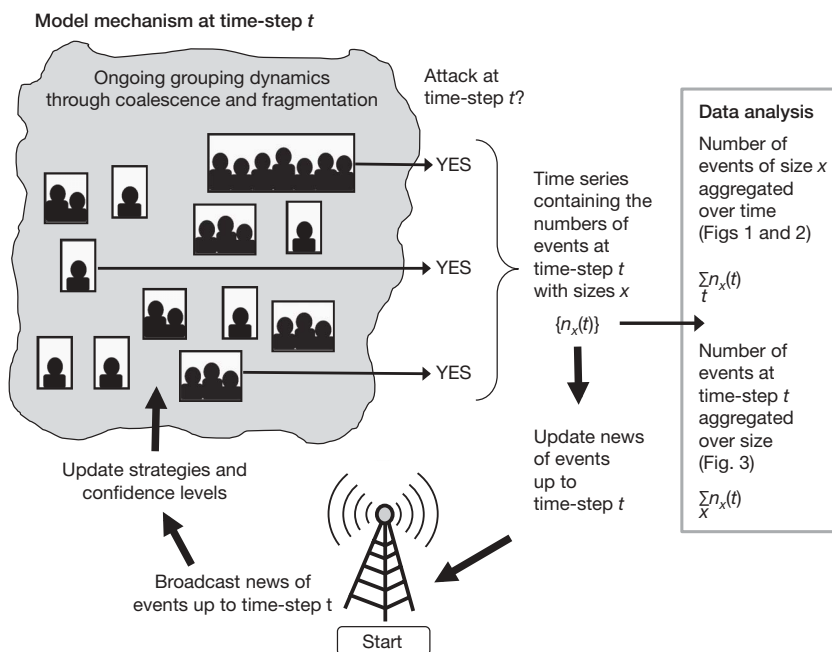 Model mechanism at time-step t
Ongoing grouping dynamics
through coalescence and fragmentation
Attack at
time-step t?
YES
YES
YES
Time series
containing the
numbers of
events at
time-step t
with sizes x
{nₓ(t)}
Update news
of events
up to
time-step t
Data analysis
Number of
events of size x
aggregated
over time
(Figs 1 and 2)
∑nₓ(t)
t
Number of
events at
time-step t
aggregated
over size
(Fig. 3)
∑nₓ(t)
x
Update strategies and
confidence levels
Broadcast news of
events up to time-step t
Start